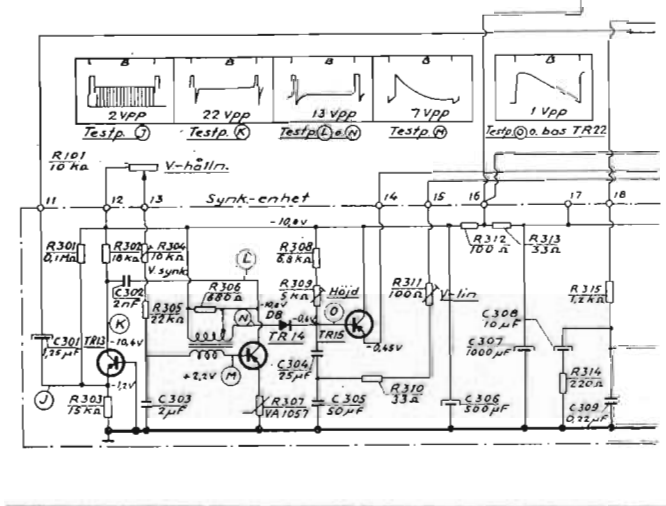 B B B B B
2 Vpp 22 Vpp 13 Vpp 7 Vpp 1 Vpp
Testp. J Testp. K Testp. L o. N Testp. M Testp. O o. bas TR22
R101
10 kΩ
V-hålln.
Synk.-enhet
11 12 13 14 15 16 17 18
-10,8V
R301
0,1MΩ
R302
18 kΩ
R304
10 kΩ
V. synk
R308
6,8 kΩ
R312
100 Ω
R313
33 Ω
L
C302
2nF
R306
680 Ω
R309
5 kΩ
Höjd
R311
100 Ω
V-lin
R315
1,2 kΩ
R305
22 kΩ
N
D8
O
K
C301
1,25 µF
TR13
-10,4V
TR14
TR15
-0,45V
C308
10 µF
C307
1000 µF
+2,2V
M
C304
25 µF
R314
220 Ω
J
-1,2V
R303
15 kΩ
C303
2 µF
R307
VA1057
C305
50 µF
R310
33 Ω
C306
500 µF
C309
0,22 µF